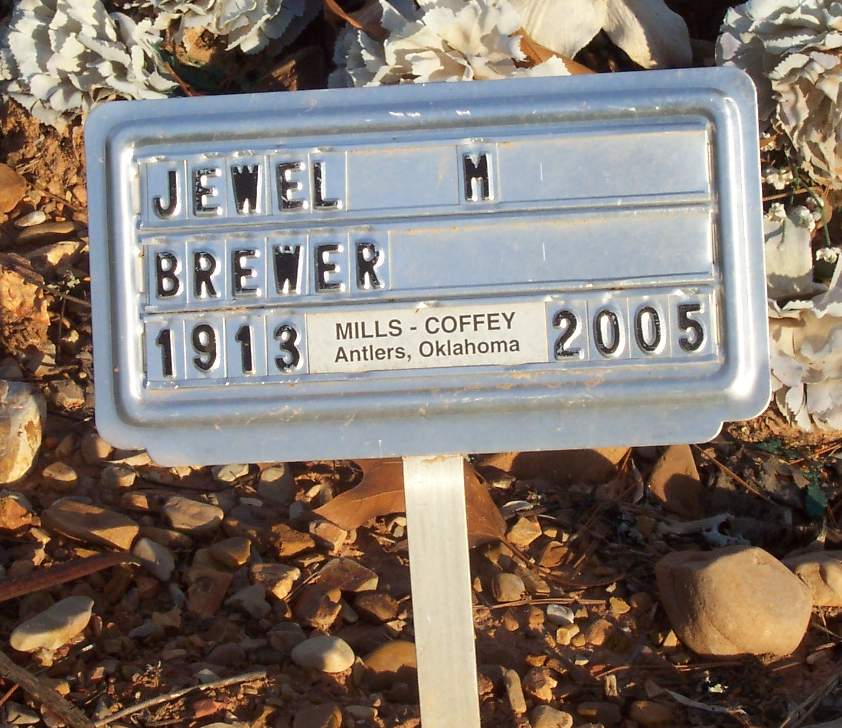 JEWEL M
BREWER
1913 MILLS - COFFEY 2005
Antlers, Oklahoma